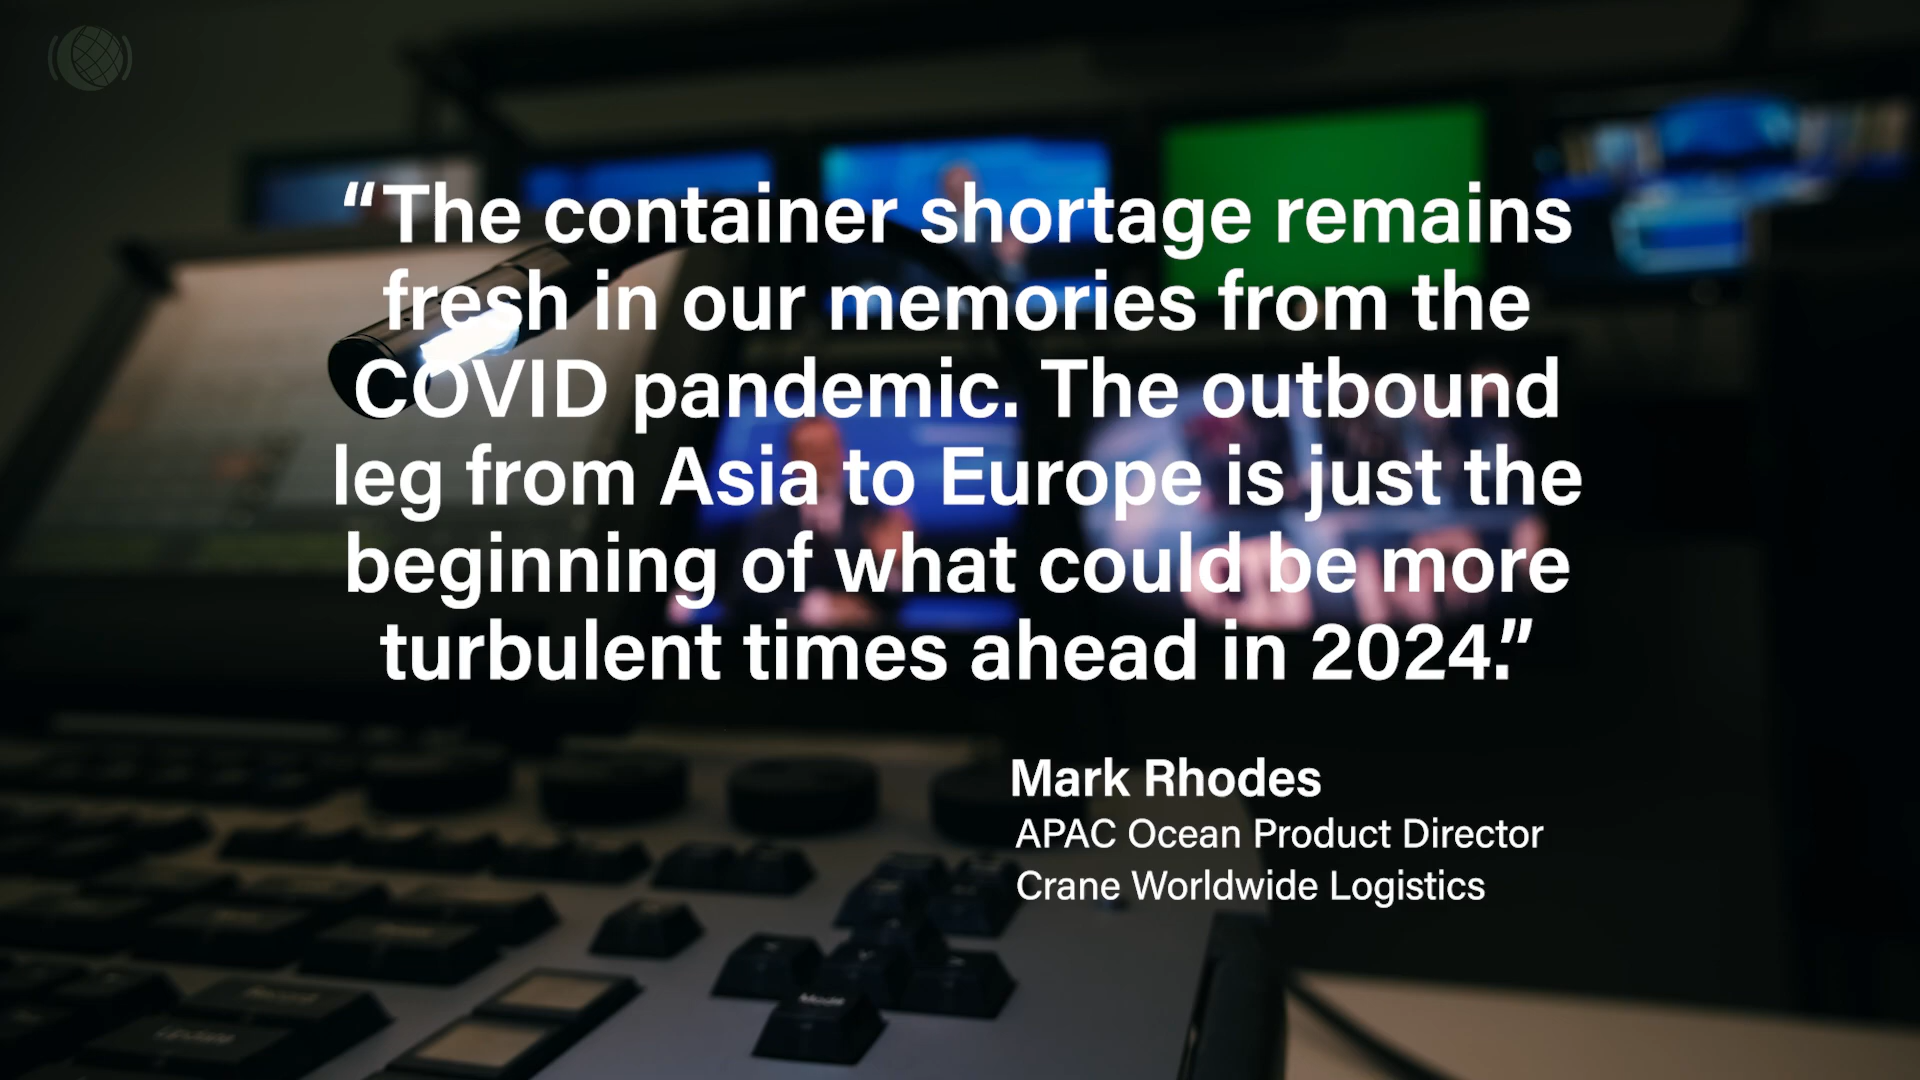 “The container shortage remains
fresh in our memories from the
COVID pandemic. The outbound
leg from Asia to Europe is just the
beginning of what could be more
turbulent times ahead in 2024.”
Mark Rhodes
APAC Ocean Product Director
Crane Worldwide Logistics
Mode
Update